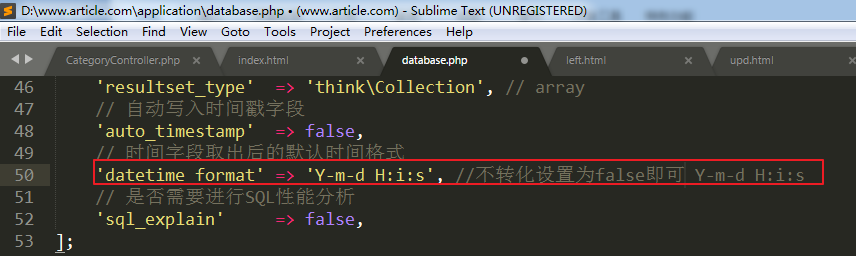 D:\www.article.com\application\database.php • (www.article.com) - Sublime Text (UNREGISTERED)
File Edit Selection Find View Goto Tools Project Preferences Help
CategoryController.php × index.html × database.php • left.html × upd.html ×
46 'resultset_type' => 'think\Collection', // array
47 // 自动写入时间戳字段
48 'auto_timestamp' => false,
49 // 时间字段取出后的默认时间格式
50 'datetime_format' => 'Y-m-d H:i:s', //不转化设置为false即可 Y-m-d H:i:s
51 // 是否需要进行SQL性能分析
52 'sql_explain' => false,
53 ];